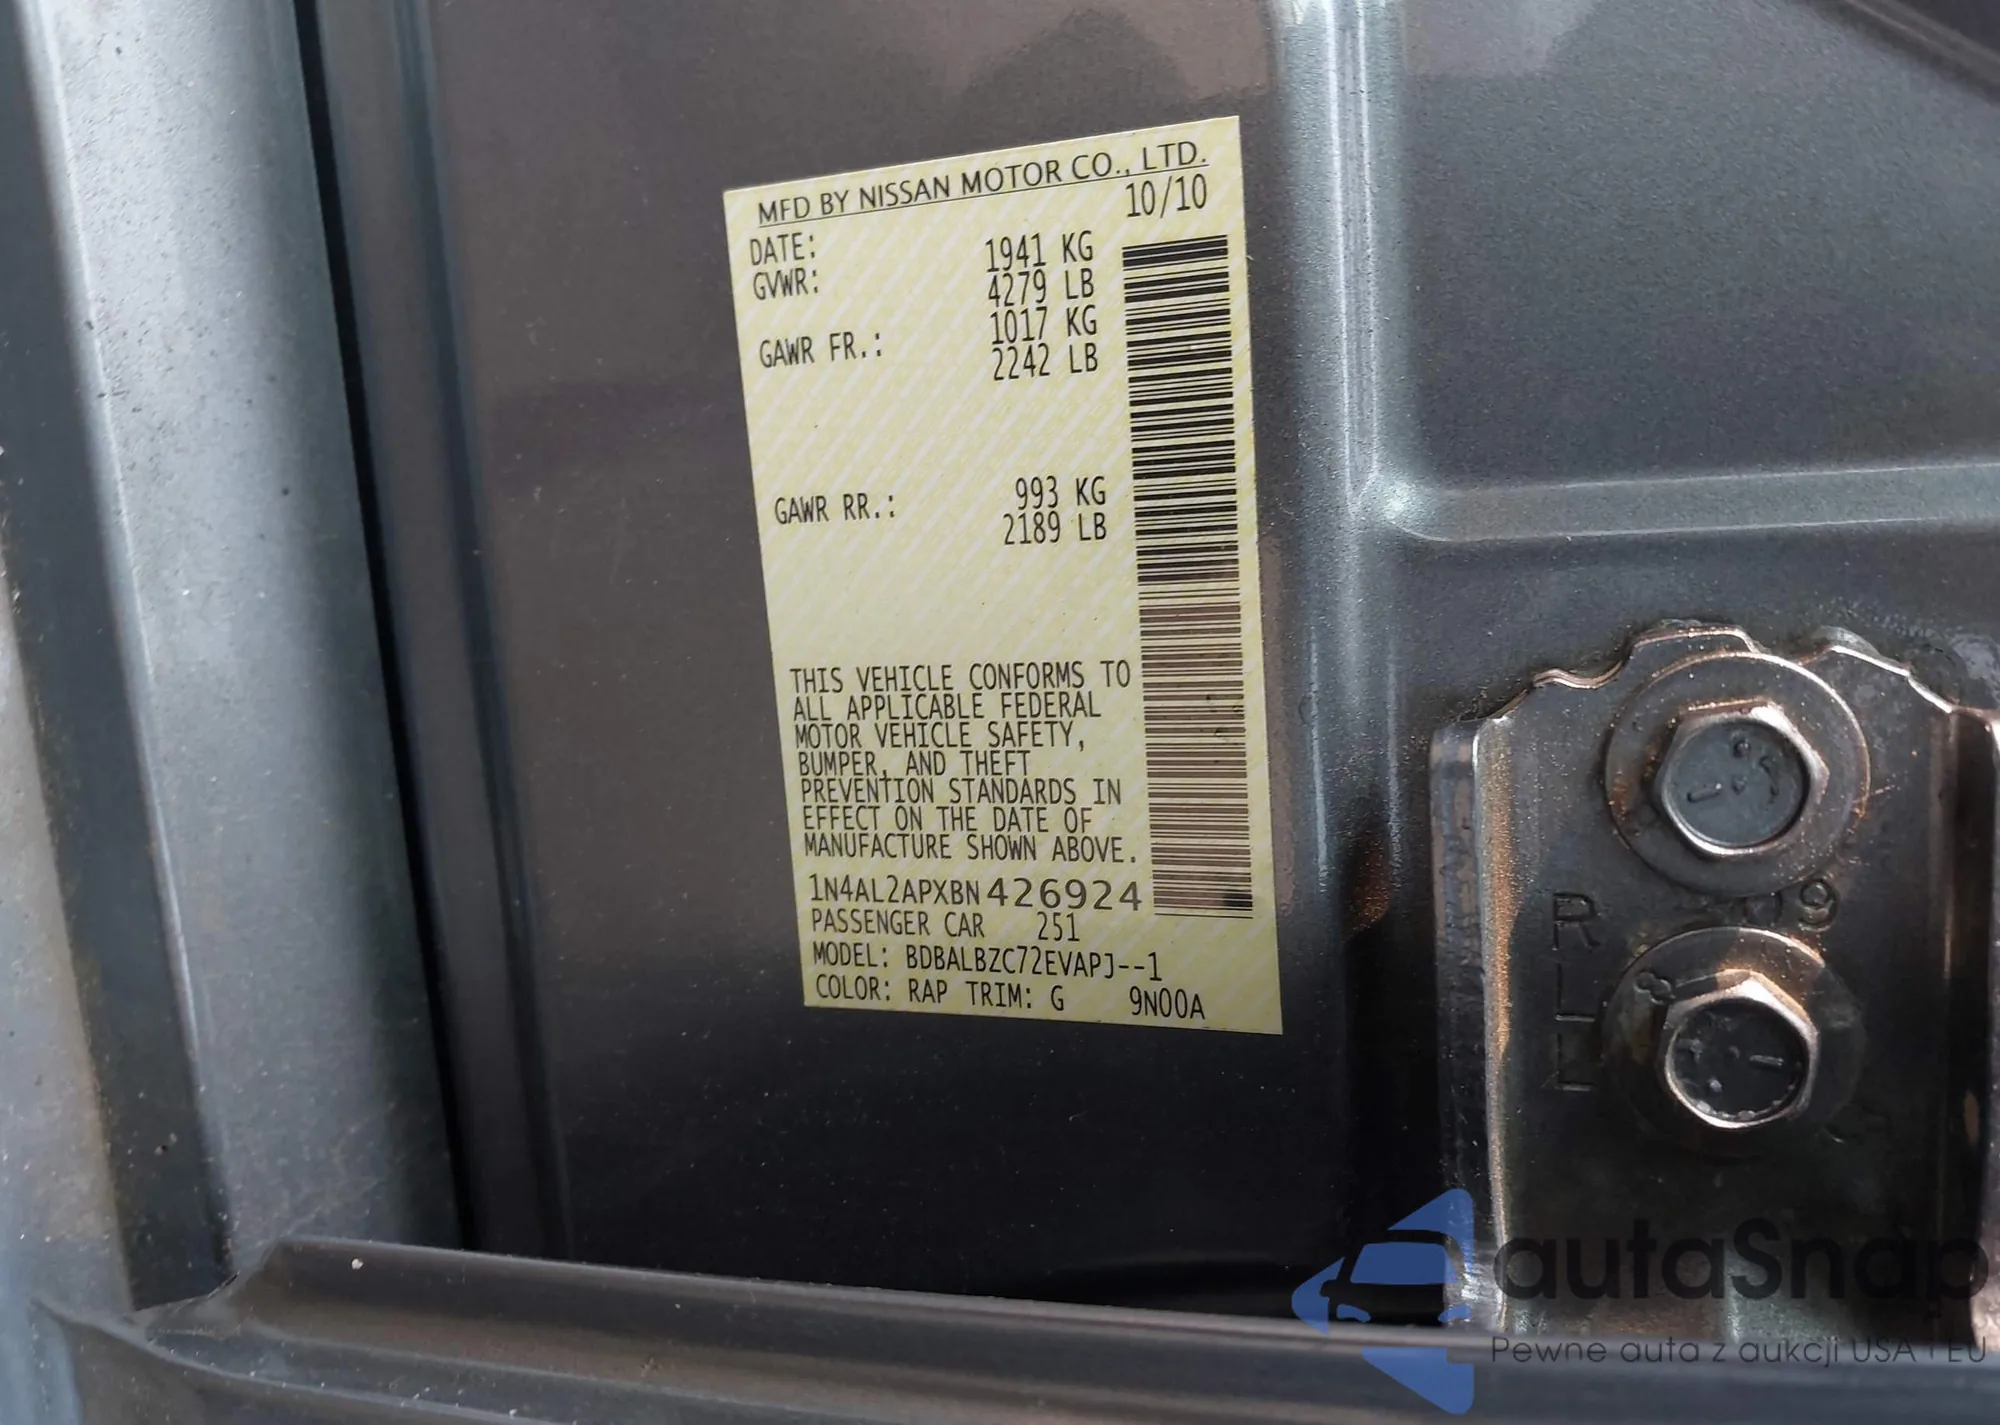 MFD BY NISSAN MOTOR CO., LTD.
DATE: 10/10
GVWR: 1941 KG
4279 LB
GAWR FR.: 1017 KG
2242 LB
GAWR RR.: 993 KG
2189 LB
THIS VEHICLE CONFORMS TO
ALL APPLICABLE FEDERAL
MOTOR VEHICLE SAFETY,
BUMPER, AND THEFT
PREVENTION STANDARDS IN
EFFECT ON THE DATE OF
MANUFACTURE SHOWN ABOVE.
1N4AL2APXBN426924
PASSENGER CAR 251
MODEL: BDBALBZC72EVAPJ--1
COLOR: RAP TRIM: G 9N00A
RLL
09
autaSnap
Pewne auta z aukcji USA i EU